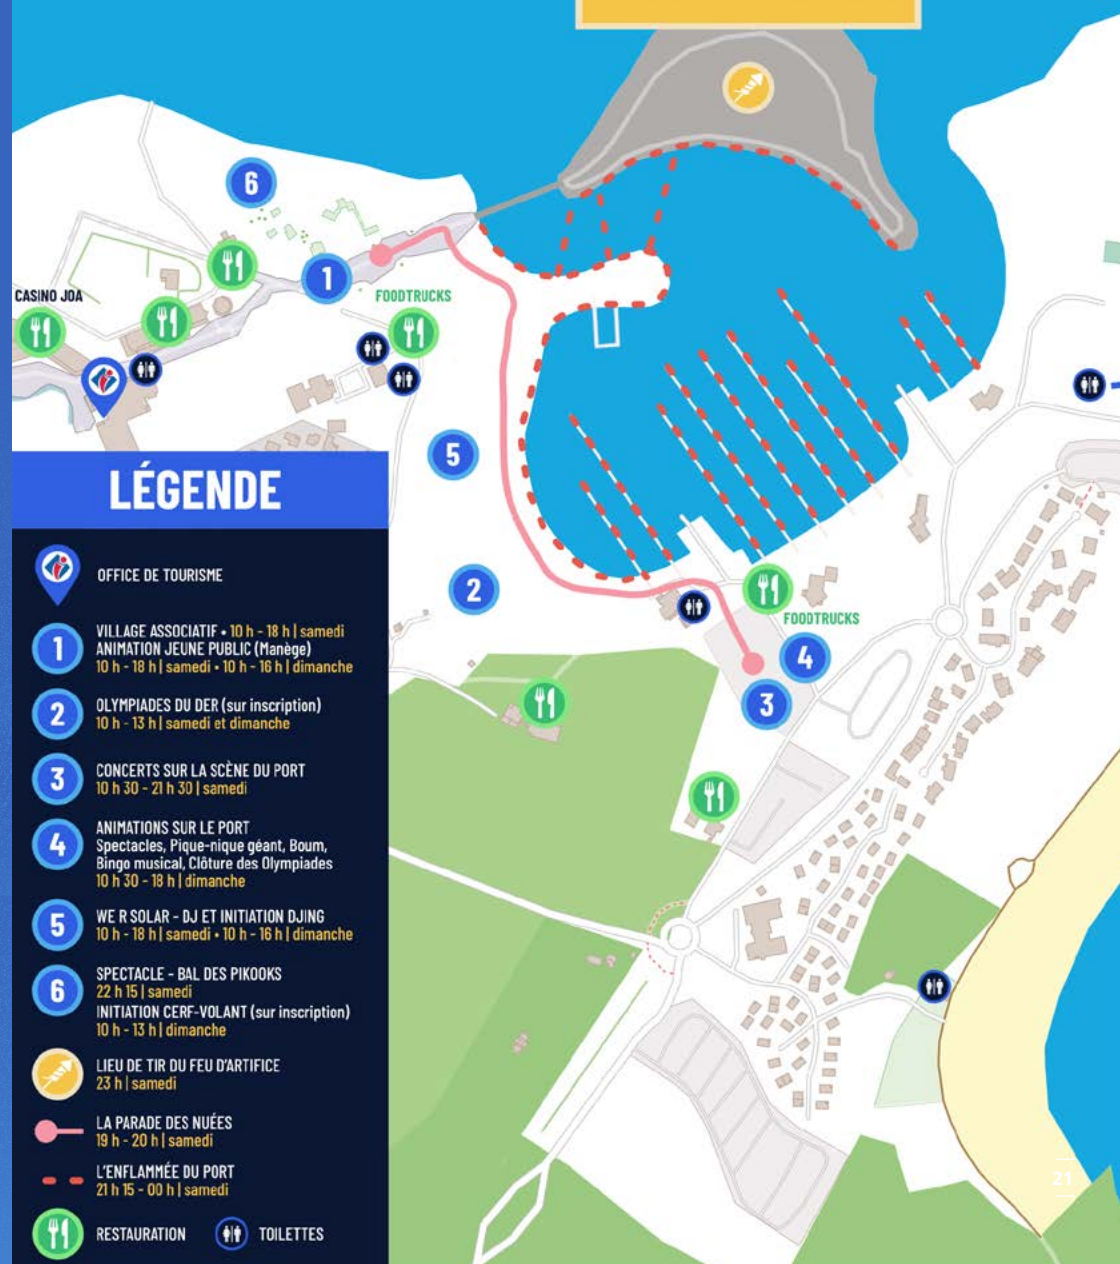 6
CASINO JOA
1
FOODTRUCKS
5
2
FOODTRUCKS
4
3
LÉGENDE
OFFICE DE TOURISME
1
VILLAGE ASSOCIATIF • 10 h - 18 h | samedi
ANIMATION JEUNE PUBLIC (Manège)
10 h - 18 h | samedi • 10 h - 16 h | dimanche
2
OLYMPIADES DU DER (sur inscription)
10 h - 13 h | samedi et dimanche
3
CONCERTS SUR LA SCÈNE DU PORT
10 h 30 - 21 h 30 | samedi
4
ANIMATIONS SUR LE PORT
Spectacles, Pique-nique géant, Boum,
Bingo musical, Clôture des Olympiades
10 h 30 - 18 h | dimanche
5
WE R SOLAR - DJ ET INITIATION DJING
10 h - 18 h | samedi • 10 h - 16 h | dimanche
6
SPECTACLE - BAL DES PIKOOKS
22 h 15 | samedi
INITIATION CERF-VOLANT (sur inscription)
10 h - 13 h | dimanche
LIEU DE TIR DU FEU D'ARTIFICE
23 h | samedi
LA PARADE DES NUÉES
19 h - 20 h | samedi
L'ENFLAMMÉE DU PORT
21 h 15 - 00 h | samedi
RESTAURATION
TOILETTES
21